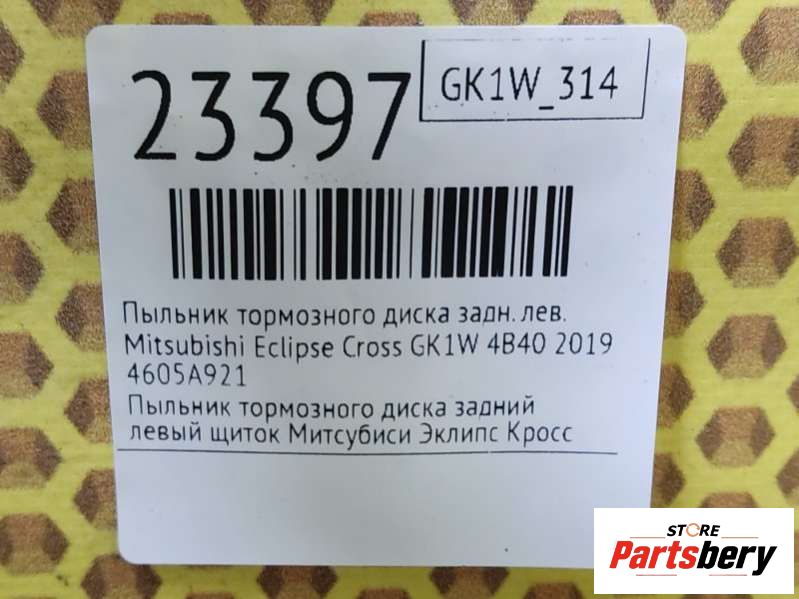 23397
GK1W_314
Пыльник тормозного диска задн. лев.
Mitsubishi Eclipse Cross GK1W 4B40 2019
4605A921
Пыльник тормозного диска задний
левый щиток Митсубиси Эклипс Кросс
STORE
Partsbery